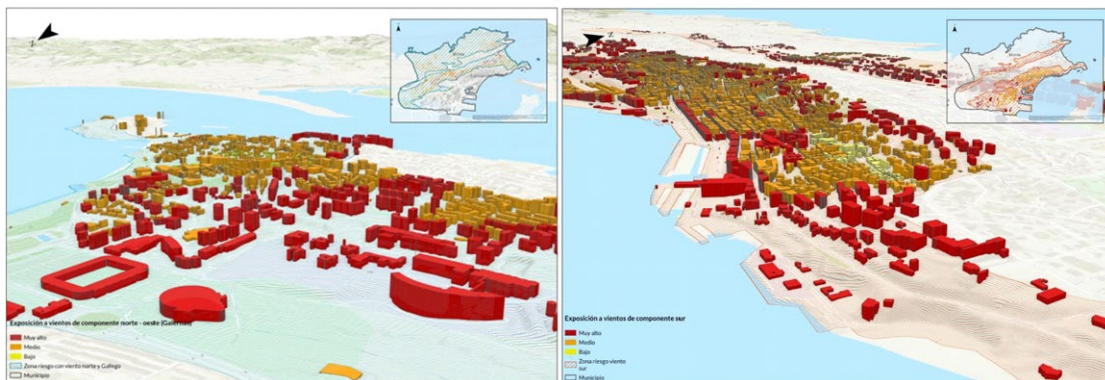 Exposición a vientos de componente norte - oeste (Galernas)
Muy alto
Medio
Bajo
Zona riesgo con viento norte y Gallego
Municipio
Exposición a vientos de componente sur
Muy alto
Medio
Bajo
Zona riesgo viento
sur
Municipio